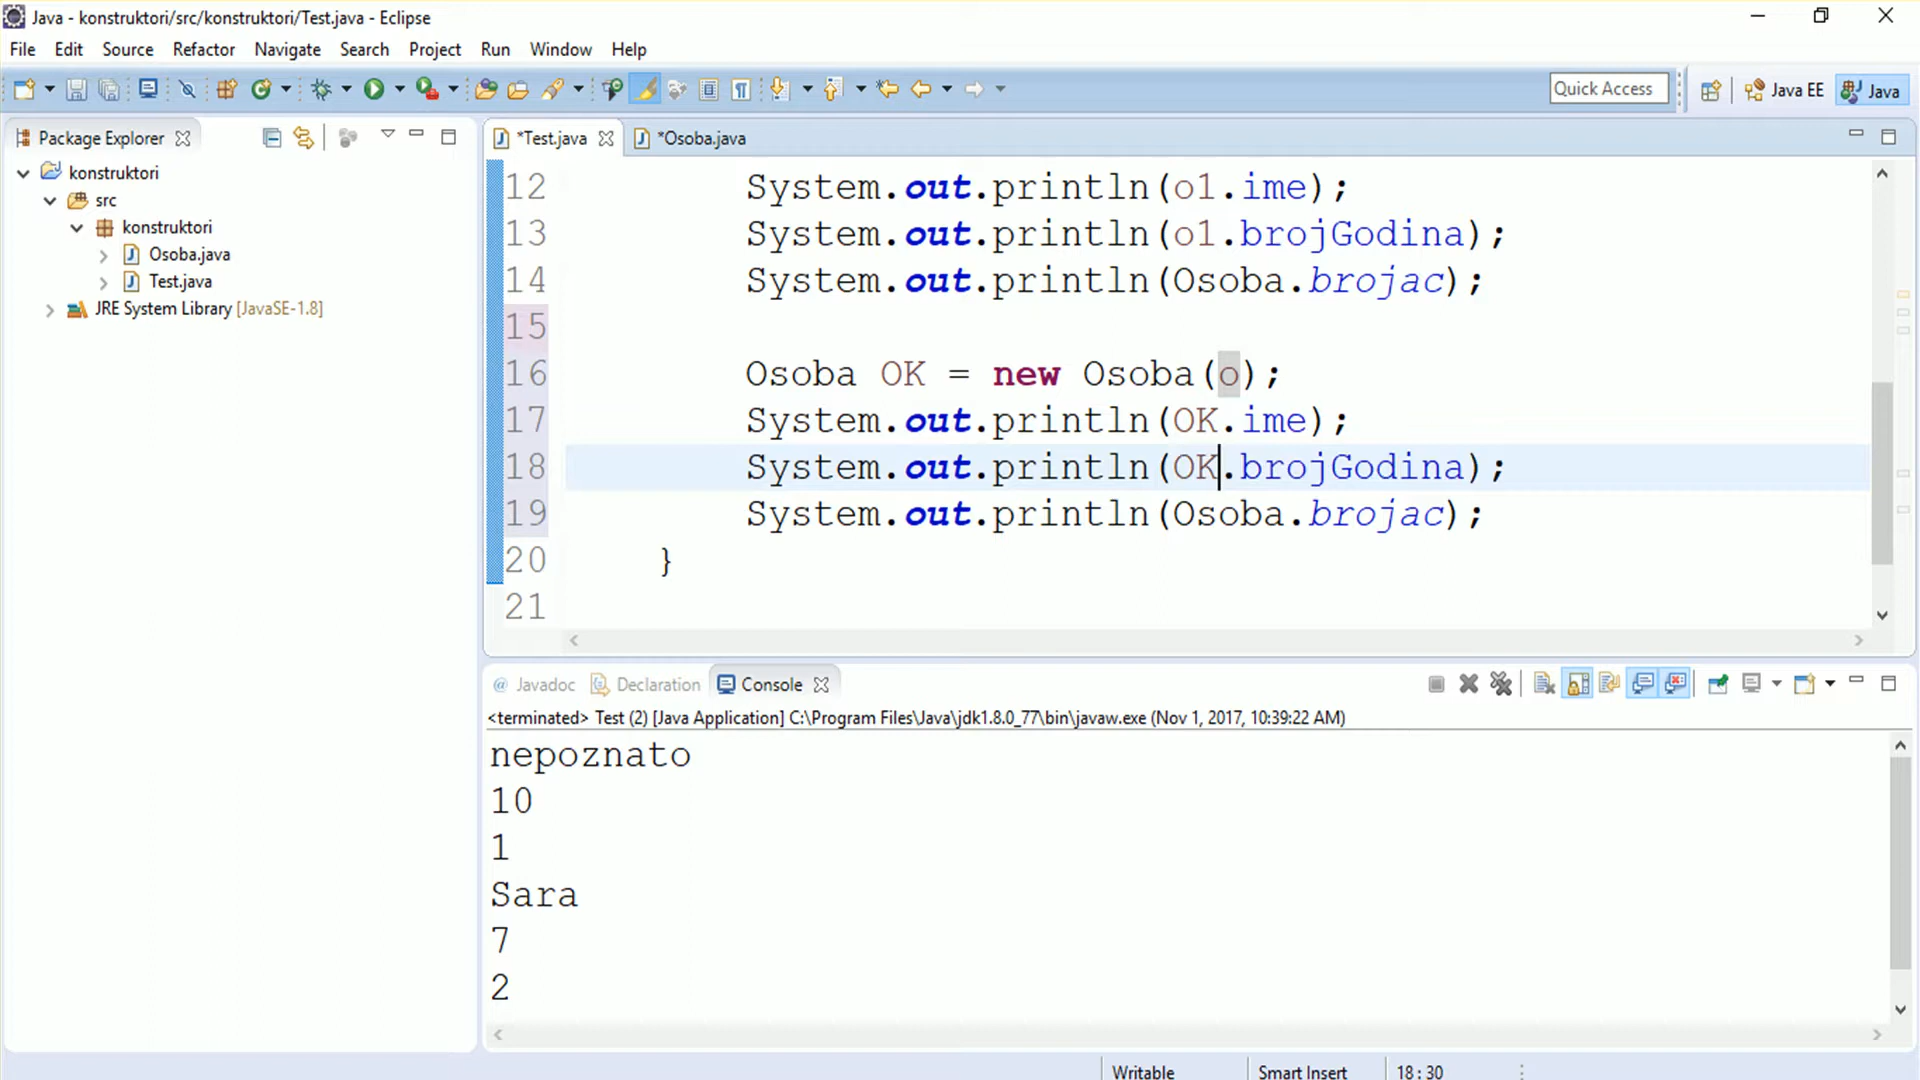 Java - konstruktori/src/konstruktori/Test.java - Eclipse
File Edit Source Refactor Navigate Search Project Run Window Help
Quick Access Java EE Java
Package Explorer
konstruktori
src
konstruktori
Osoba.java
Test.java
JRE System Library [JavaSE-1.8]
*Test.java *Osoba.java
12 System.out.println(o1.ime);
13 System.out.println(o1.brojGodina);
14 System.out.println(Osoba.brojac);
15
16 Osoba OK = new Osoba(o);
17 System.out.println(OK.ime);
18 System.out.println(OK.brojGodina);
19 System.out.println(Osoba.brojac);
20 }
21
@ Javadoc Declaration Console
<terminated> Test (2) [Java Application] C:\Program Files\Java\jdk1.8.0_77\bin\javaw.exe (Nov 1, 2017, 10:39:22 AM)
nepoznato
10
1
Sara
7
2
Writable Smart Insert 18 : 30